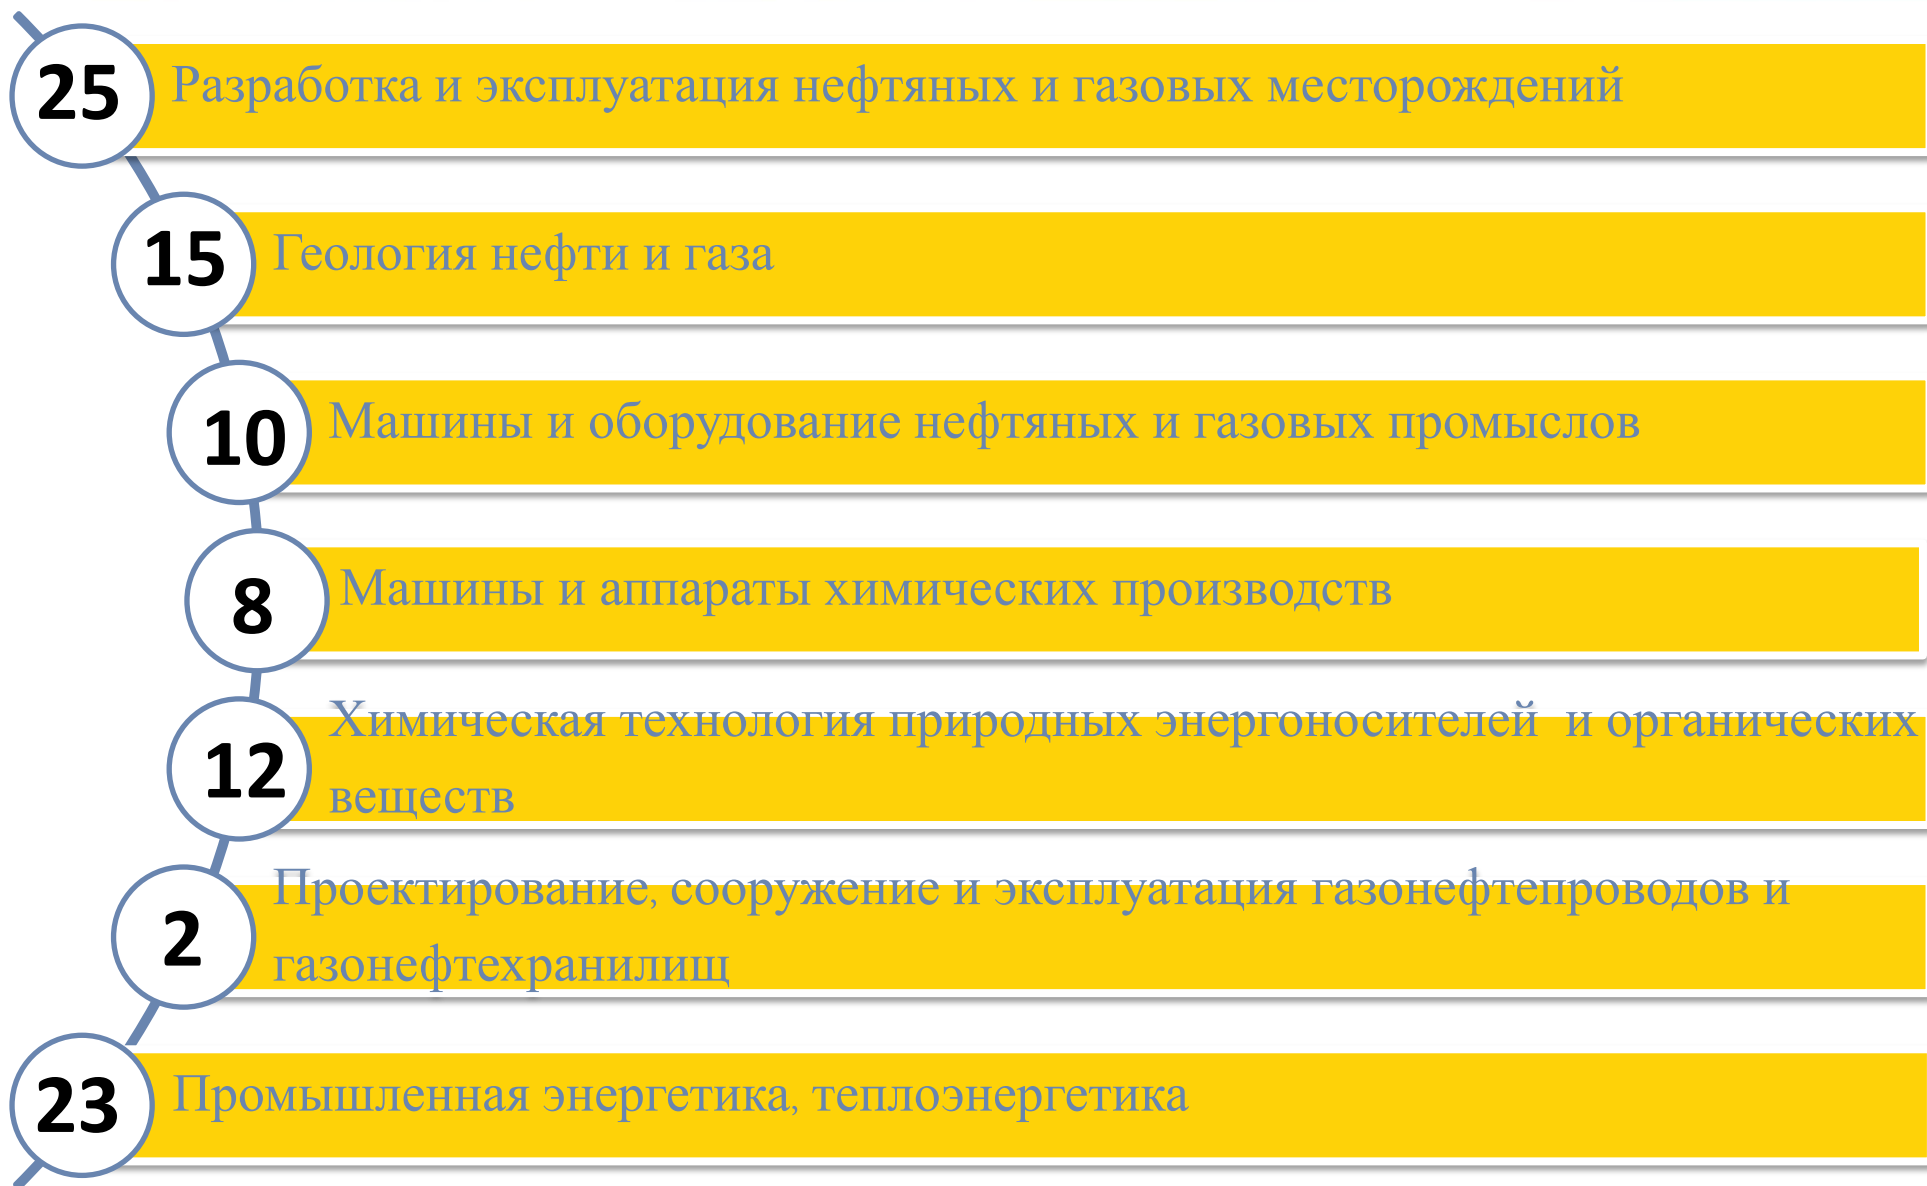 25 Разработка и эксплуатация нефтяных и газовых месторождений
15 Геология нефти и газа
10 Машины и оборудование нефтяных и газовых промыслов
8 Машины и аппараты химических производств
12 Химическая технология природных энергоносителей и органических
веществ
2 Проектирование, сооружение и эксплуатация газонефтепроводов и
газонефтехранилищ
23 Промышленная энергетика, теплоэнергетика